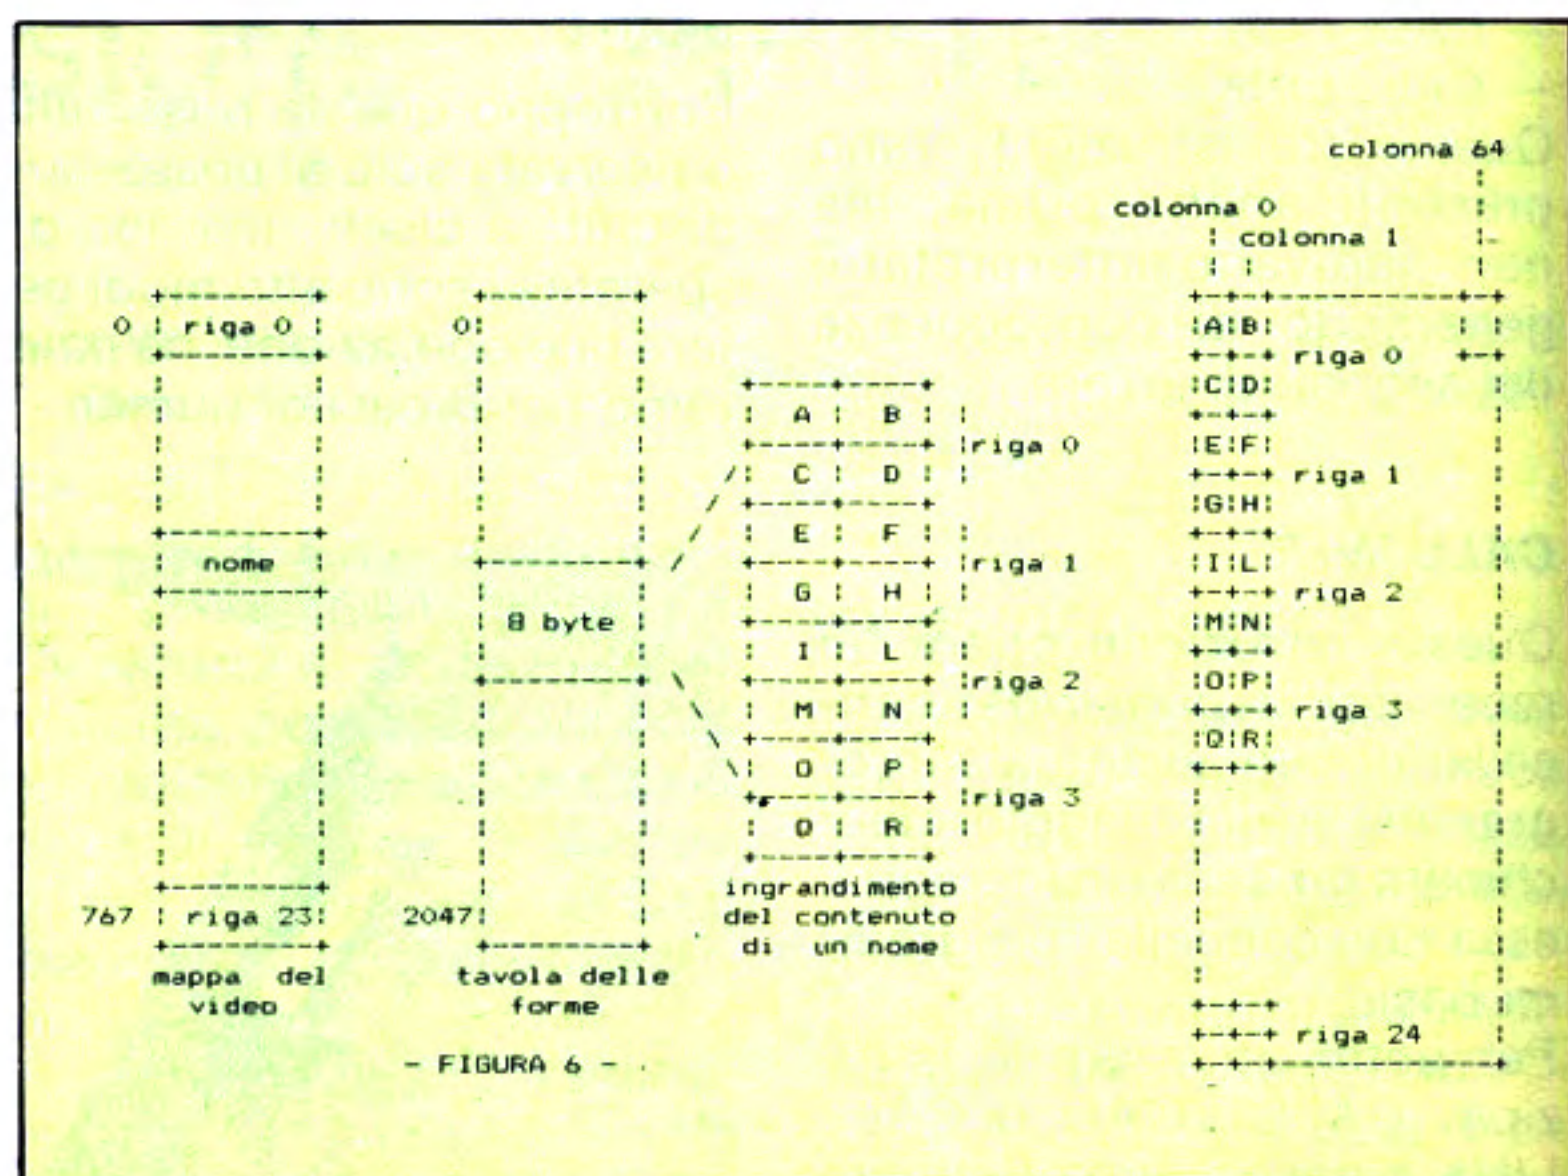 colonna 64
colonna 0
colonna 1
0 riga 0
0
A B
riga 0
C D
A B
riga 0
E F
C D
riga 1
G H
E F
nome
riga 1
I L
G H
riga 2
8 byte
M N
I L
riga 2
O P
M N
riga 3
Q R
O P
riga 3
Q R
ingrandimento
767 riga 23
2047
del contenuto
di un nome
mappa del
video
tavola delle
forme
riga 24
- FIGURA 6 -